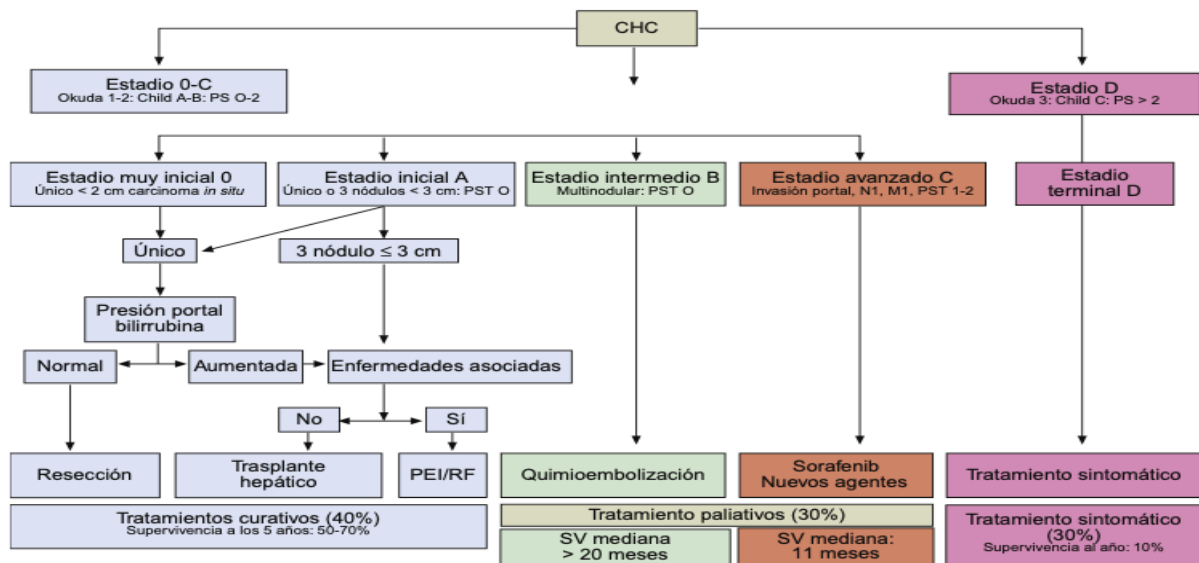 CHC
Estadio 0-C
Okuda 1-2: Child A-B: PS O-2
Estadio D
Okuda 3: Child C: PS > 2
Estadio muy inicial 0
Único < 2 cm carcinoma in situ
Estadio inicial A
Único o 3 nódulos < 3 cm: PST O
Estadio intermedio B
Multinodular: PST O
Estadio avanzado C
Invasión portal, N1, M1, PST 1-2
Estadio
terminal D
Único
3 nódulo ≤ 3 cm
Presión portal
bilirrubina
Normal
Aumentada
Enfermedades asociadas
No
Sí
Resección
Trasplante
hepático
PEI/RF
Quimioembolización
Sorafenib
Nuevos agentes
Tratamiento sintomático
Tratamientos curativos (40%)
Supervivencia a los 5 años: 50-70%
Tratamiento paliativos (30%)
SV mediana
> 20 meses
SV mediana:
11 meses
Tratamiento sintomático
(30%)
Supervivencia al año: 10%